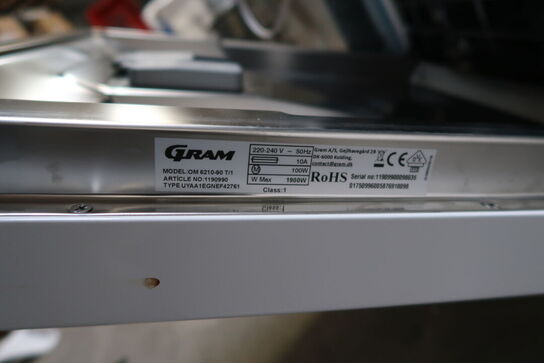 GRAM
MODEL:OM 6210-90 T/1
ARTICLE NO:1190990
TYPE UYAA1EGNEF42761
220-240 V ~ 50Hz
10A
M 100W
W Max 1900W
Class:1
Gram A/S, Gejlhavegård 2B
DK-6000 Kolding,
contact@gram.dk
RoHS
Serial no: